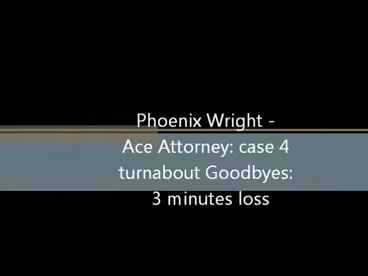 Phoenix Wright -
Ace Attorney: case 4
turnabout Goodbyes:
3 minutes loss